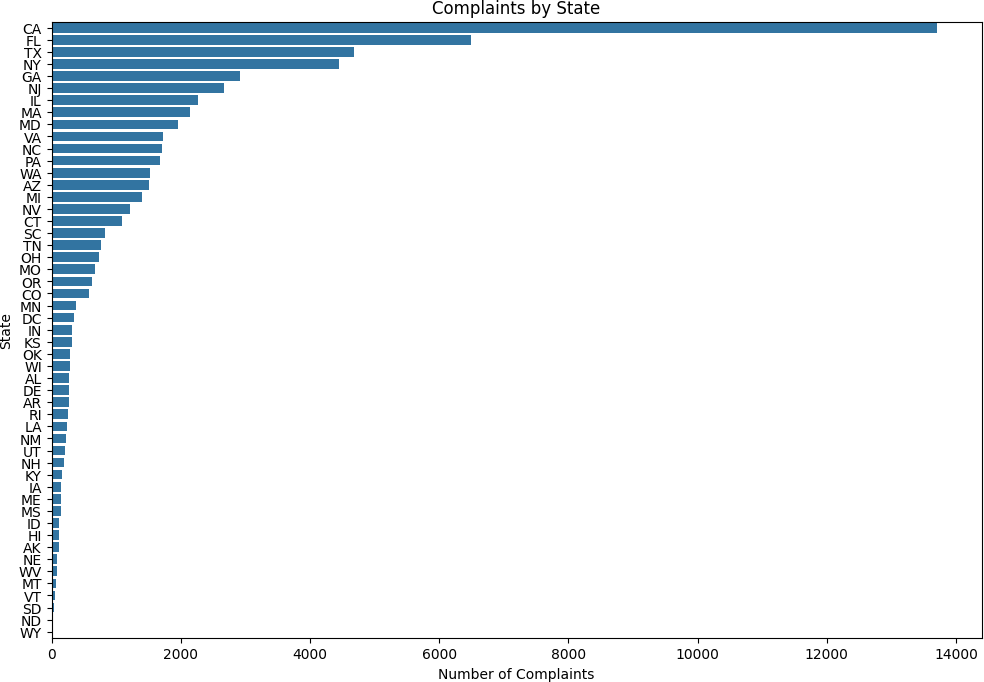 Complaints by State
CA
FL
TX
NY
GA
NJ
IL
MA
MD
VA
NC
PA
WA
AZ
MI
NV
CT
SC
TN
OH
MO
OR
CO
MN
DC
IN
KS
OK
WI
AL
DE
AR
RI
LA
NM
UT
NH
KY
IA
ME
MS
ID
HI
AK
NE
WV
MT
VT
SD
ND
WY
State
0 2000 4000 6000 8000 10000 12000 14000
Number of Complaints